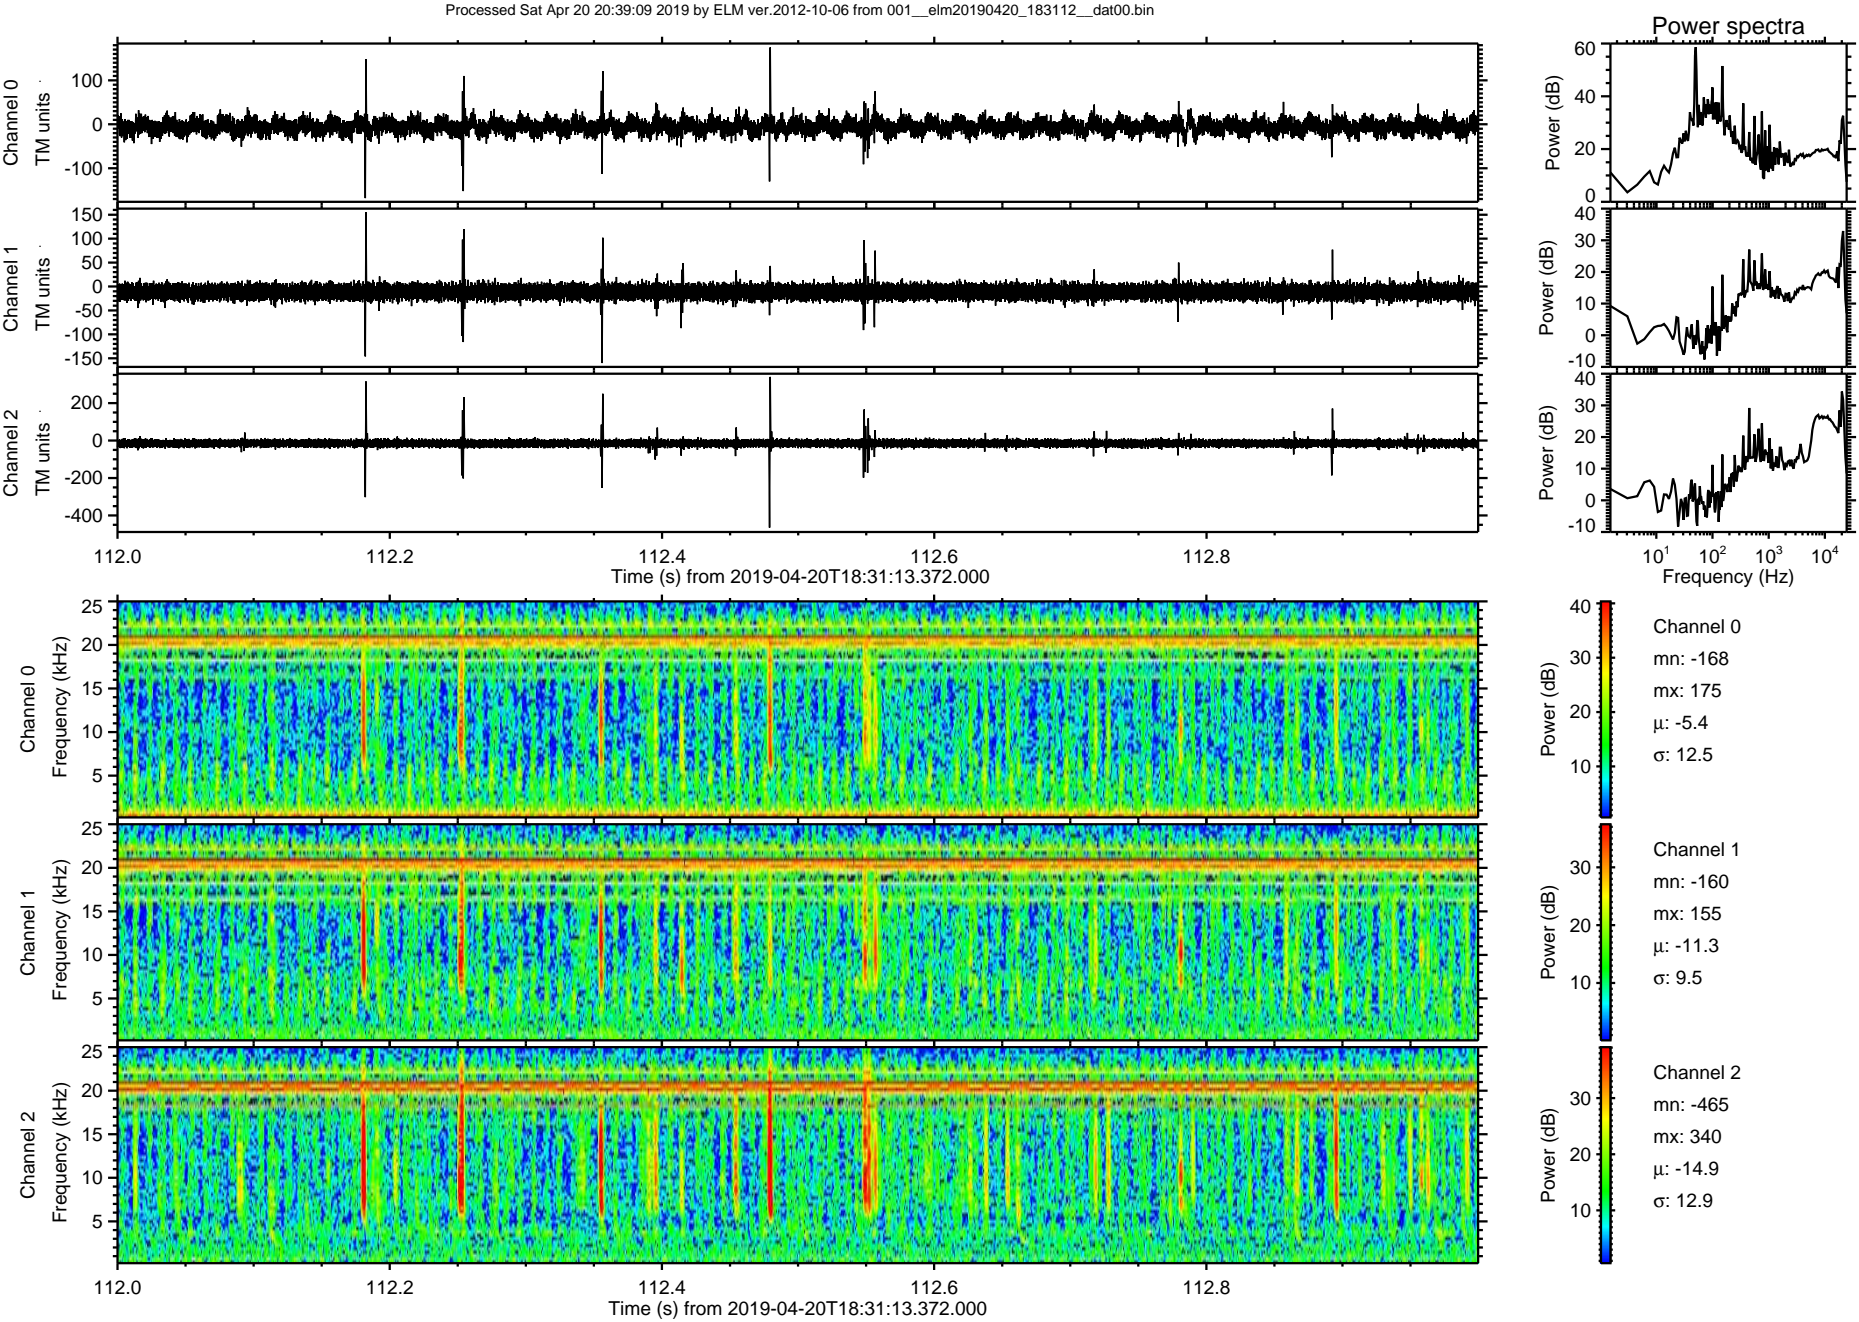 Processed Sat Apr 20 20:39:09 2019 by ELM ver.2012-10-06 from 001__elm20190420_183112__dat00.bin
Power spectra
Channel 0
TM units
100
0
-100
Power (dB)
60
40
20
0
Channel 1
TM units
150
100
50
0
-50
-100
-150
Power (dB)
40
30
20
10
0
-10
Channel 2
TM units
200
0
-200
-400
Power (dB)
40
30
20
10
0
-10
112.0 112.2 112.4 112.6 112.8
Time (s) from 2019-04-20T18:31:13.372.000
10¹ 10² 10³ 10⁴
Frequency (Hz)
Channel 0
Frequency (kHz)
25
20
15
10
5
Power (dB)
40
30
20
10
Channel 0
mn: -168
mx: 175
μ: -5.4
σ: 12.5
Channel 1
Frequency (kHz)
25
20
15
10
5
Power (dB)
30
20
10
Channel 1
mn: -160
mx: 155
μ: -11.3
σ: 9.5
Channel 2
Frequency (kHz)
25
20
15
10
5
Power (dB)
30
20
10
Channel 2
mn: -465
mx: 340
μ: -14.9
σ: 12.9
112.0 112.2 112.4 112.6 112.8
Time (s) from 2019-04-20T18:31:13.372.000